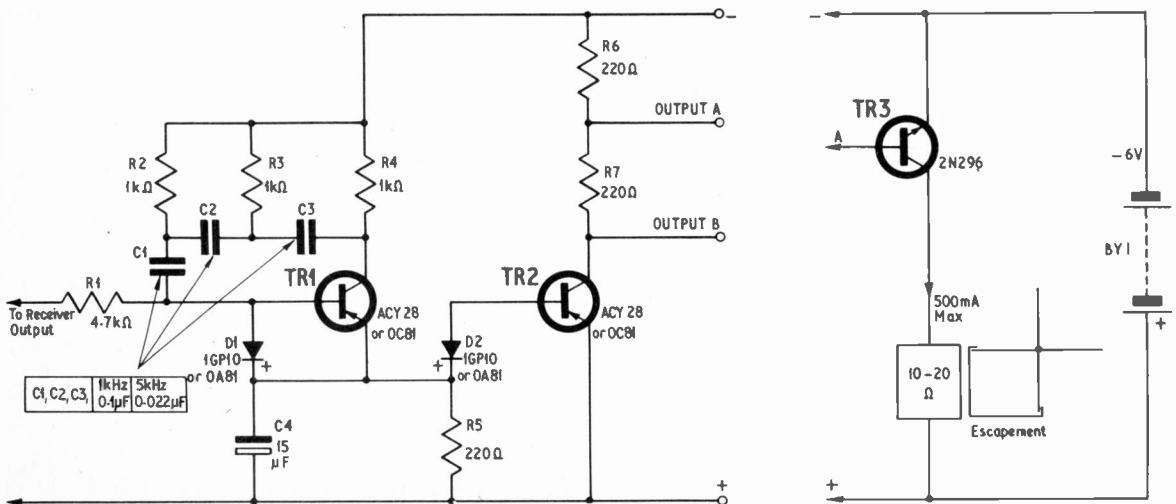 −
−
R6
220Ω
OUTPUT A
TR3
A
2N296
−6V
R2
1kΩ
R3
1kΩ
R4
1kΩ
R7
220Ω
C2
C3
OUTPUT B
C1
BY1
TR1
TR2
R1
4·7kΩ
To Receiver
Output
ACY 28
or OC81
ACY 28
or OC81
500mA
Max
+
D1
1GP10
or OA81
+
D2
1GP10
or OA81
+
C1, C2, C3,
1kHz
0·1µF
5kHz
0·022µF
10-20
Ω
C4
15
µF
R5
220Ω
Escapement
+
+